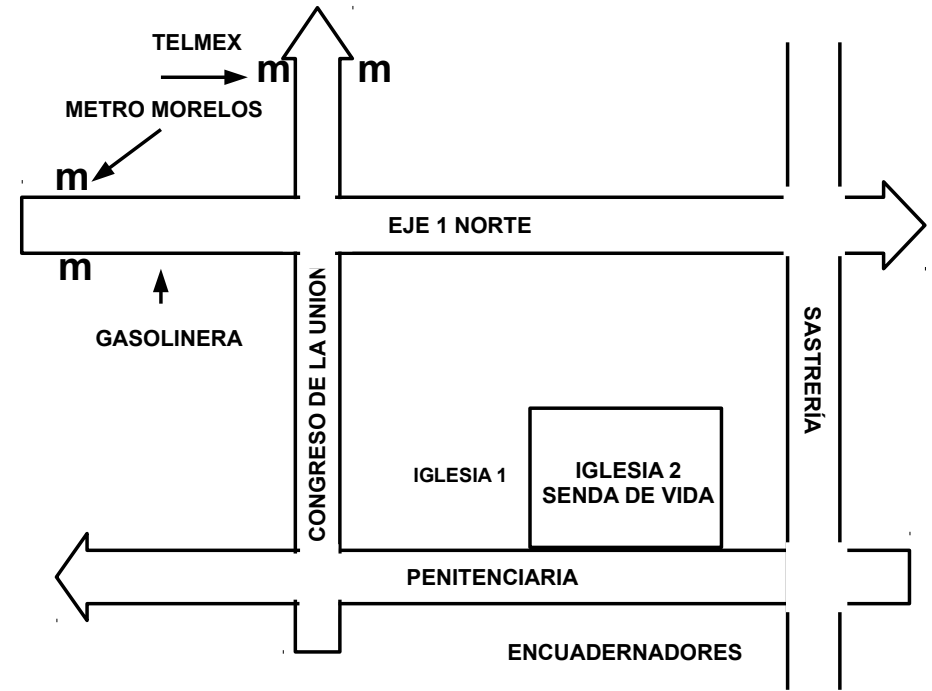 TELMEX
m
m
METRO MORELOS
m
EJE 1 NORTE
m
GASOLINERA
CONGRESO DE LA UNION
SASTRERÍA
IGLESIA 1
IGLESIA 2
SENDA DE VIDA
PENITENCIARIA
ENCUADERNADORES